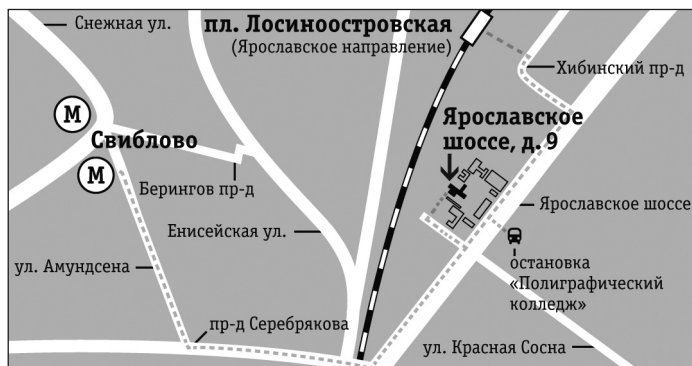 Снежная ул.
пл. Лосиноостровская
(Ярославское направление)
Хибинский пр-д
М
Свиблово
М
Ярославское
шоссе, д. 9
Берингов пр-д
Ярославское шоссе
Енисейская ул.
остановка
«Полиграфический
колледж»
ул. Амундсена
пр-д Серебрякова
ул. Красная Сосна